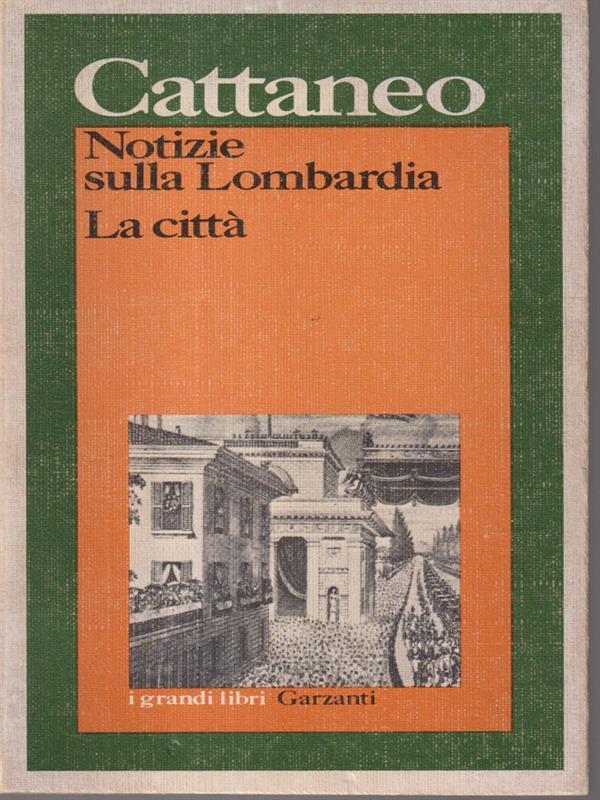 Cattaneo
Notizie
sulla Lombardia
La città
i grandi libri Garzanti